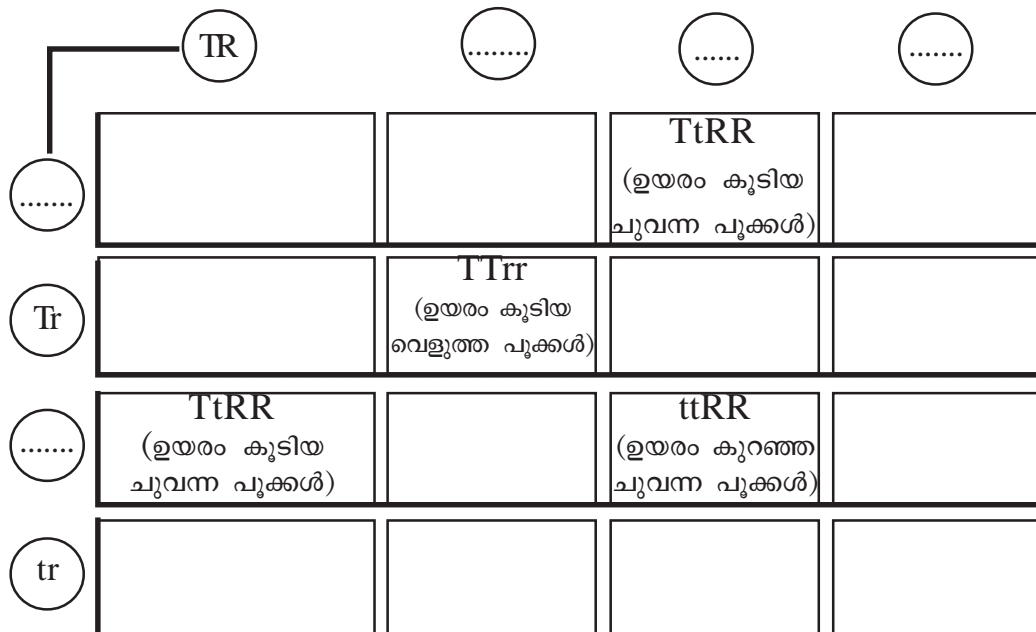 TR ........ ...... .......
.......
TtRR
(ഉയരം കൂടിയ
ചുവന്ന പൂക്കൾ)
Tr
TTrr
(ഉയരം കൂടിയ
വെളുത്ത പൂക്കൾ)
.......
TtRR
(ഉയരം കൂടിയ
ചുവന്ന പൂക്കൾ)
ttRR
(ഉയരം കുറഞ്ഞ
ചുവന്ന പൂക്കൾ)
tr